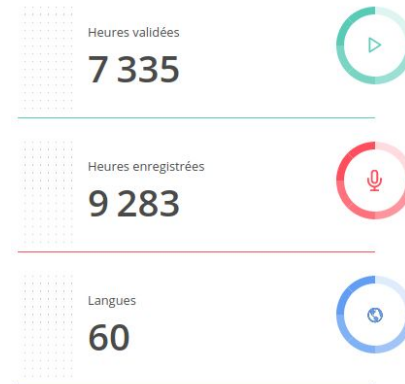 Heures validées
7 335
Heures enregistrées
9 283
Langues
60